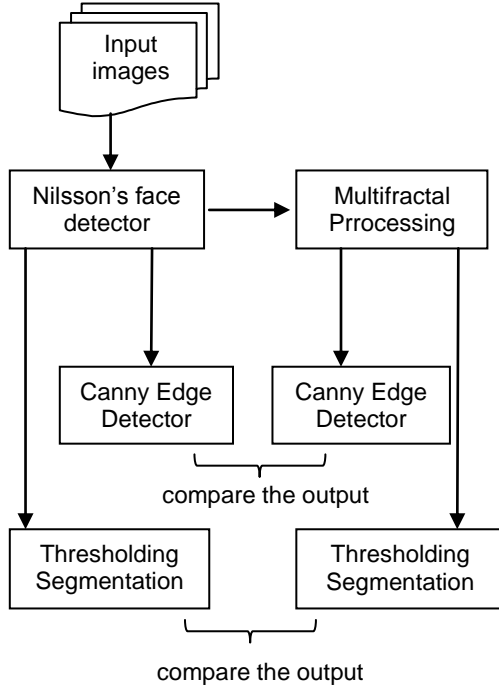 Input
images
Nilsson's face
detector
Multifractal
Prrocessing
Canny Edge
Detector
Canny Edge
Detector
compare the output
Thresholding
Segmentation
Thresholding
Segmentation
compare the output